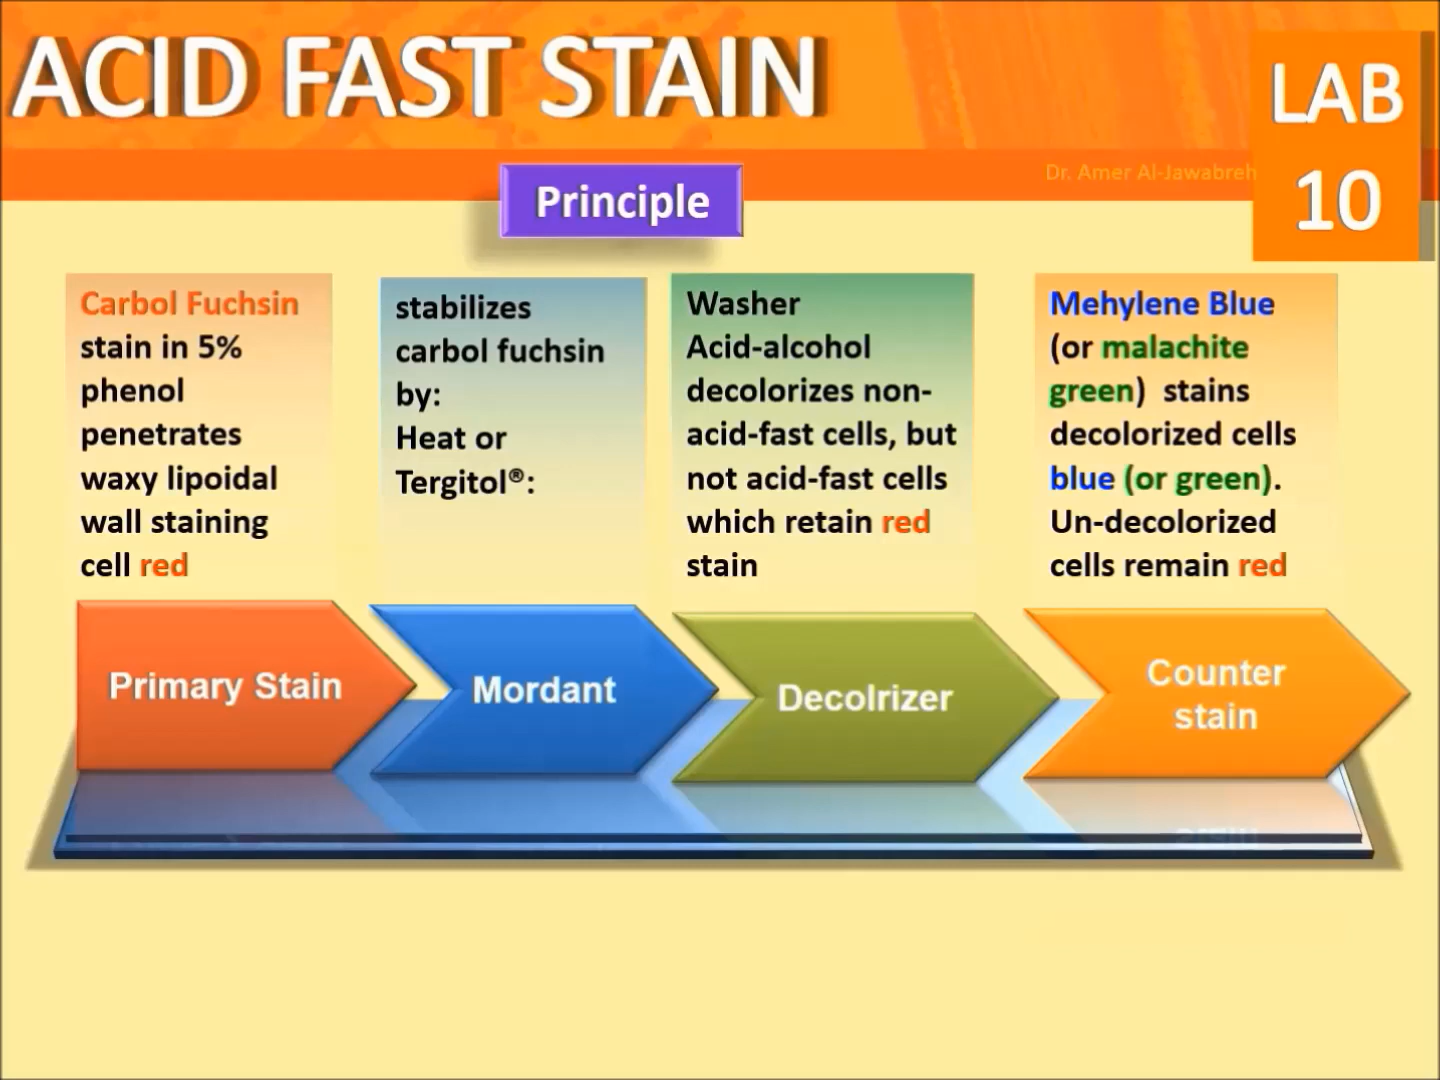 ACID FAST STAIN
LAB
10
Dr. Amer Al-Jawabreh
Principle
Carbol Fuchsin
stain in 5%
phenol
penetrates
waxy lipoidal
wall staining
cell red
stabilizes
carbol fuchsin
by:
Heat or
Tergitol®:
Washer
Acid-alcohol
decolorizes non-
acid-fast cells, but
not acid-fast cells
which retain red
stain
Mehylene Blue
(or malachite
green) stains
decolorized cells
blue (or green).
Un-decolorized
cells remain red
Primary Stain
Mordant
Decolrizer
Counter
stain